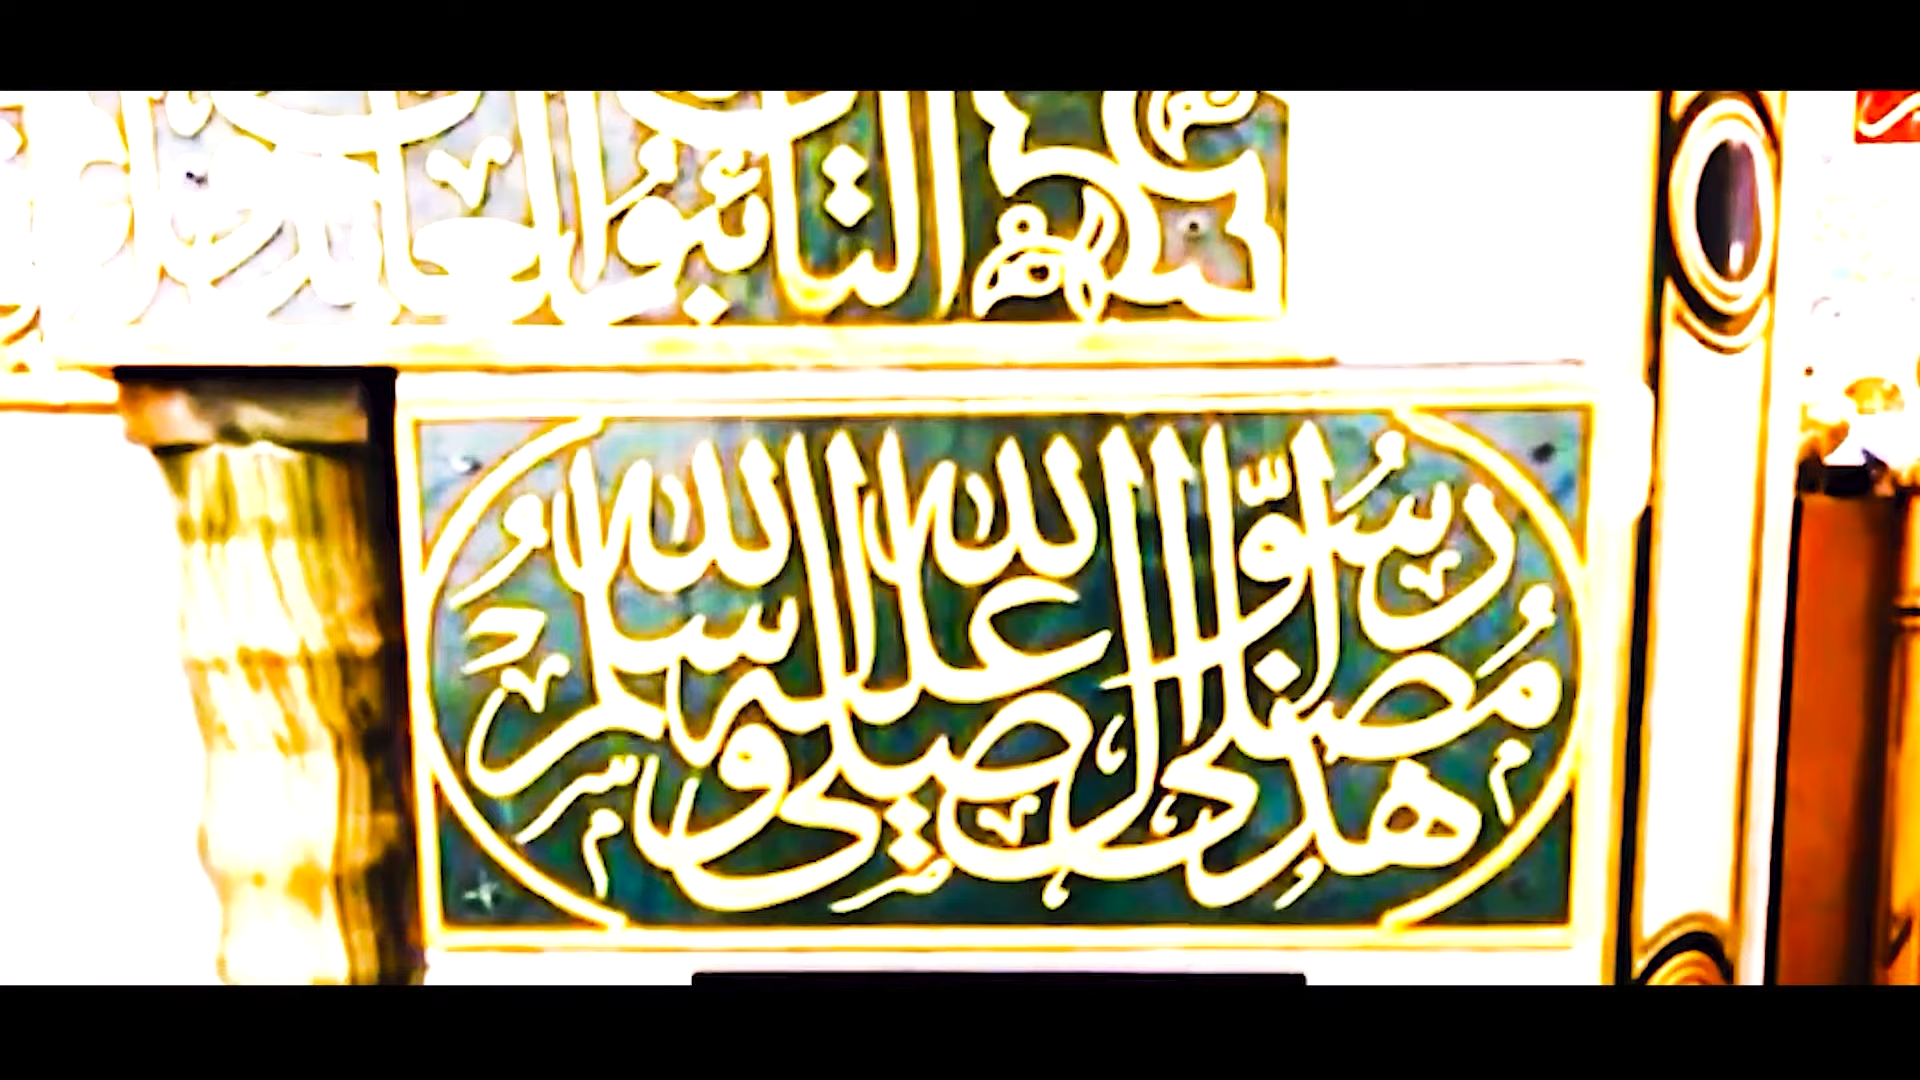 التائبون العابدون
هذا مصلى رسول الله صلى الله عليه وسلم